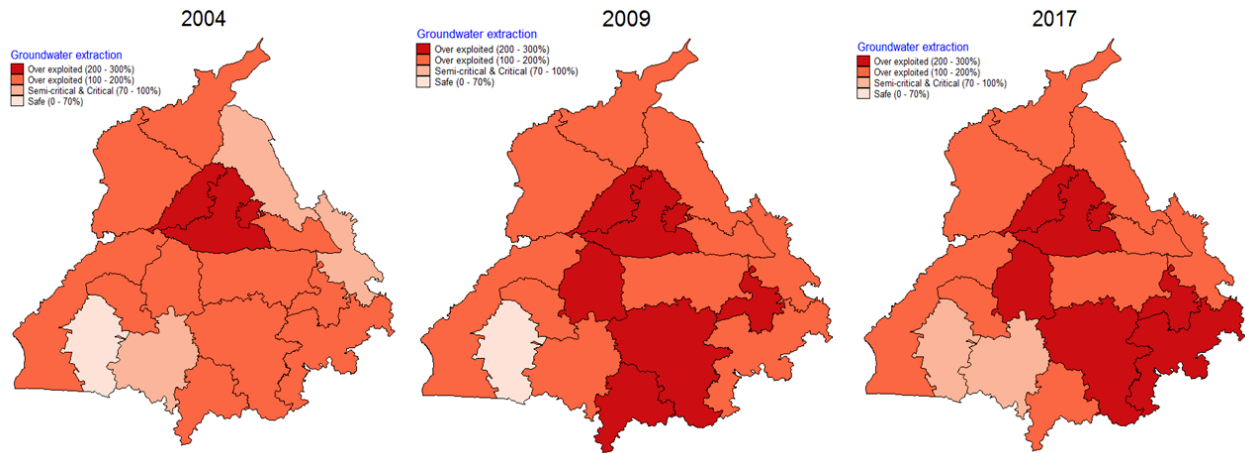 2004
Groundwater extraction
Over exploited (200 - 300%)
Over exploited (100 - 200%)
Semi-critical & Critical (70 - 100%)
Safe (0 - 70%)
2009
Groundwater extraction
Over exploited (200 - 300%)
Over exploited (100 - 200%)
Semi-critical & Critical (70 - 100%)
Safe (0 - 70%)
2017
Groundwater extraction
Over exploited (200 - 300%)
Over exploited (100 - 200%)
Semi-critical & Critical (70 - 100%)
Safe (0 - 70%)